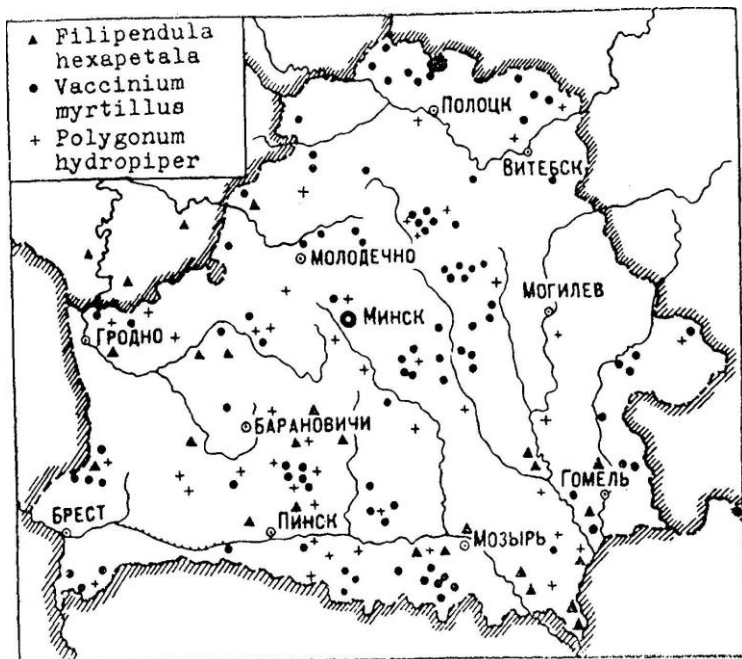 ▲ Filipendula
hexapetala
● Vaccinium
myrtillus
+ Polygonum
hydropiper
ПОЛОЦК
ВИТЕБСК
МОЛОДЕЧНО
МОГИЛЕВ
МИНСК
ГРОДНО
БАРАНОВИЧИ
ГОМЕЛЬ
БРЕСТ
ПИНСК
МОЗЫРЬ